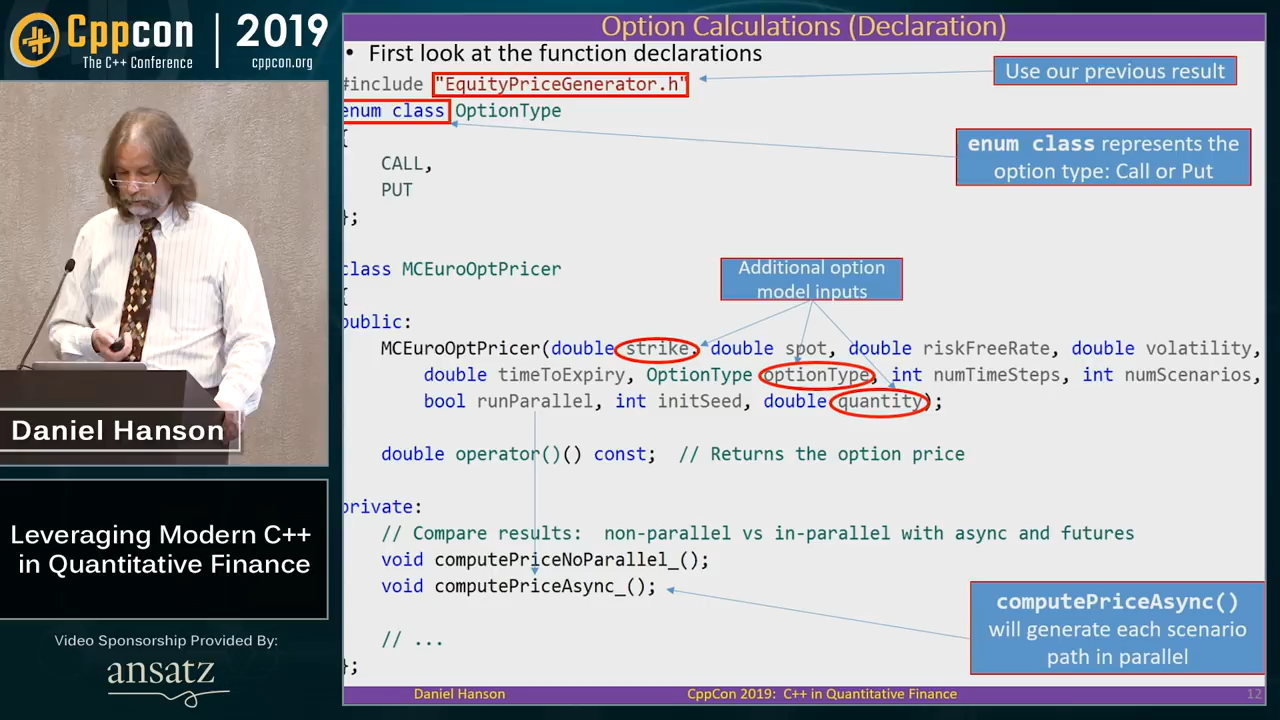 Cppcon
The C++ Conference
2019
cppcon.org
Daniel Hanson
Leveraging Modern C++
in Quantitative Finance
Video Sponsorship Provided By:
ansatz
Option Calculations (Declaration)
• First look at the function declarations
#include "EquityPriceGenerator.h"
Use our previous result
enum class OptionType
{
enum class represents the
option type: Call or Put
CALL,
PUT
};
class MCEuroOptPricer
{
Additional option
model inputs
public:
MCEuroOptPricer(double strike, double spot, double riskFreeRate, double volatility,
double timeToExpiry, OptionType optionType, int numTimeSteps, int numScenarios,
bool runParallel, int initSeed, double quantity);
double operator()() const; // Returns the option price
private:
// Compare results: non-parallel vs in-parallel with async and futures
void computePriceNoParallel_();
void computePriceAsync_();
computePriceAsync()
will generate each scenario
path in parallel
// ...
};
Daniel Hanson
CppCon 2019: C++ in Quantitative Finance
12